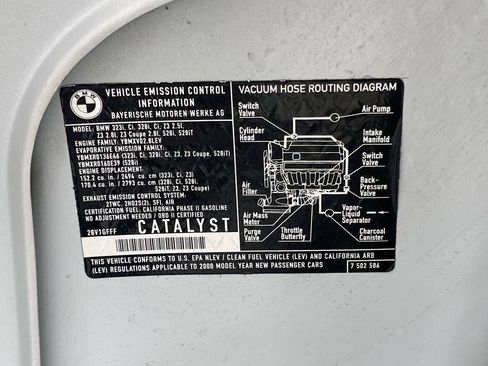 BMW
VEHICLE EMISSION CONTROL
INFORMATION
BAYERISCHE MOTOREN WERKE AG
MODEL: BMW 323i, Ci, 328i, Ci, Z3 2.5l
Z3 2.8l, Z3 Coupe 2.8l, 528i, 528iT
ENGINE FAMILY: YBMXV02.8LEV
EVAPORATIVE EMISSION FAMILY:
YBMXR0136E46 (323i, Ci, 328i, Ci, Z3, Z3 Coupe, 528iT)
YBMXR0160E39 (528i)
ENGINE DISPLACEMENT:
152.2 cu. in / 2494 cu. cm (323i, Ci, Z3)
170.4 cu. in / 2793 cu. cm (328i, Ci, 528i,
528iT, Z3, Z3 Coupe)
EXHAUST EMISSION CONTROL SYSTEM:
2TWC, 2HO2S(2), SFI, AIR
CERTIFICATION FUEL: CALIFORNIA PHASE II GASOLINE
NO ADJUSTMENT NEEDED / OBD II CERTIFIED
28V1GFFF
CATALYST
VACUUM HOSE ROUTING DIAGRAM
Switch
Valve
Air Pump
Cylinder
Head
Intake
Manifold
Air
Filter
Back-
Pressure
Valve
Air Mass
Meter
Vapor-
Liquid
Separator
Purge
Valve
Throttle
Butterfly
Charcoal
Canister
THIS VEHICLE CONFORMS TO U.S. EPA NLEV / CLEAN FUEL VEHICLE (LEV) AND CALIFORNIA ARB
(LEV) REGULATIONS APPLICABLE TO 2000 MODEL YEAR NEW PASSENGER CARS
7 502 506